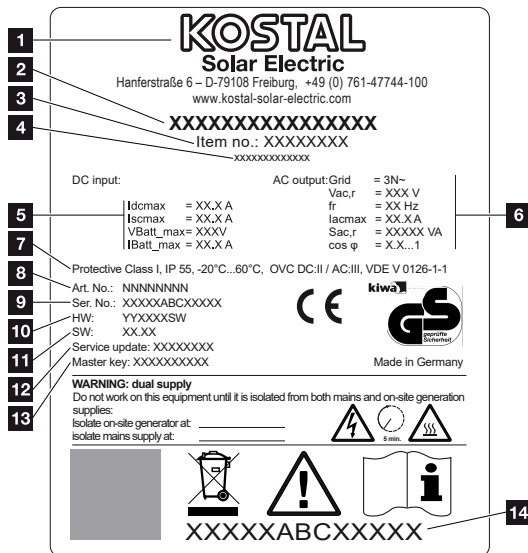 1
KOSTAL
Solar Electric
2
Hanferstraße 6 – D-79108 Freiburg, +49 (0) 761-47744-100
3
www.kostal-solar-electric.com
4
XXXXXXXXXXXXXXXX
Item no.: XXXXXXXX
xxxxxxxxxxxxx
DC input:
AC output: Grid = 3N~
Vac,r = XXX V
5
Idcmax = XX.X A
fr = XX Hz
6
Iscmax = XX.X A
Iacmax = XX.X A
VBatt_max= XXXV
Sac,r = XXXXX VA
IBatt_max= XX.X A
cos φ = X.X...1
7
Protective Class I, IP 55, -20°C...60°C, OVC DC:II / AC:III, VDE V 0126-1-1
8
Art. No.: NNNNNNNN
9
Ser. No.: XXXXXABCXXXXX
10
HW: YYXXXXSW
11
SW: XX.XX
12
Service update: XXXXXXXX
13
Master key: XXXXXXXXXX
CE
kiwa
GS
geprüfte
Sicherheit
Made in Germany
WARNING: dual supply
Do not work on this equipment until it is isolated from both mains and on-site generation
supplies:
Isolate on-site generator at:
isolate mains supply at:
5 min.
14
XXXXXABCXXXXX